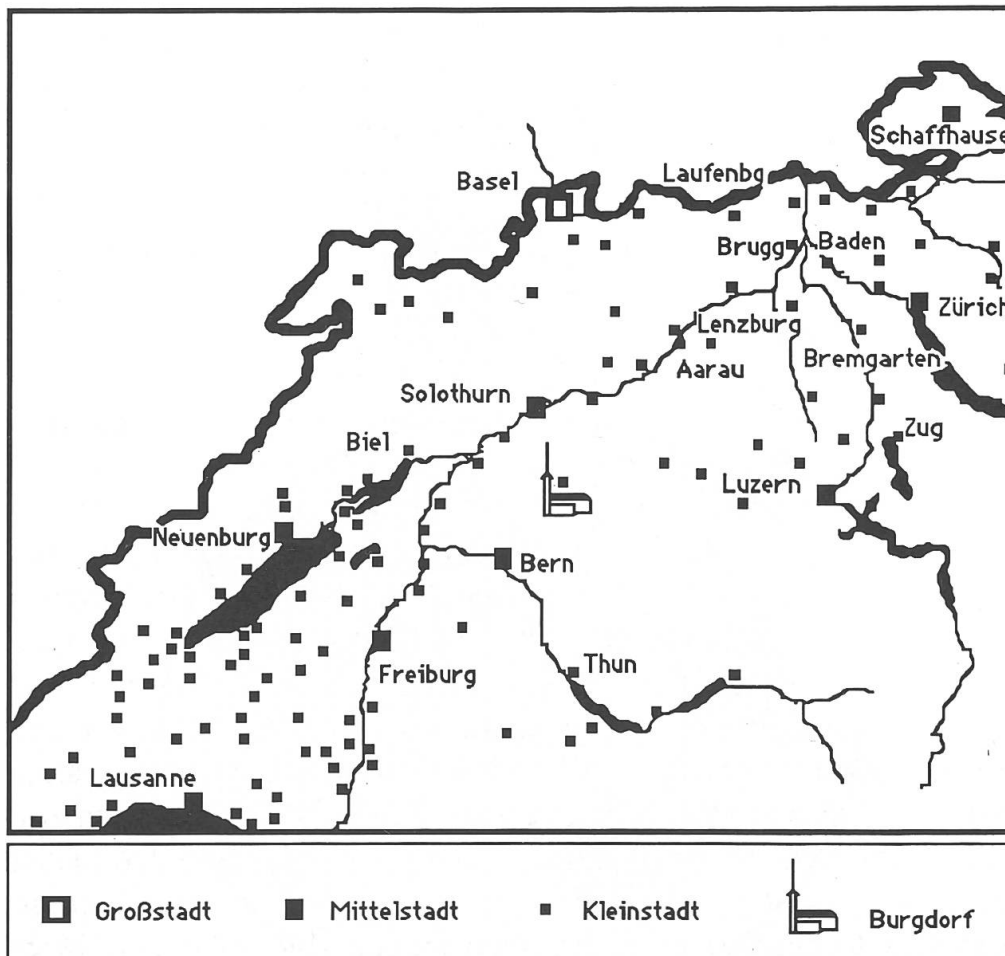 Schaffhause
Basel
Laufenbg
Brugg
Baden
Zürich
Lenzburg
Bremgarten
Aarau
Solothurn
Biel
Zug
Luzern
Neuenburg
Bern
Freiburg
Thun
Lausanne
Großstadt
Mittelstadt
Kleinstadt
Burgdorf